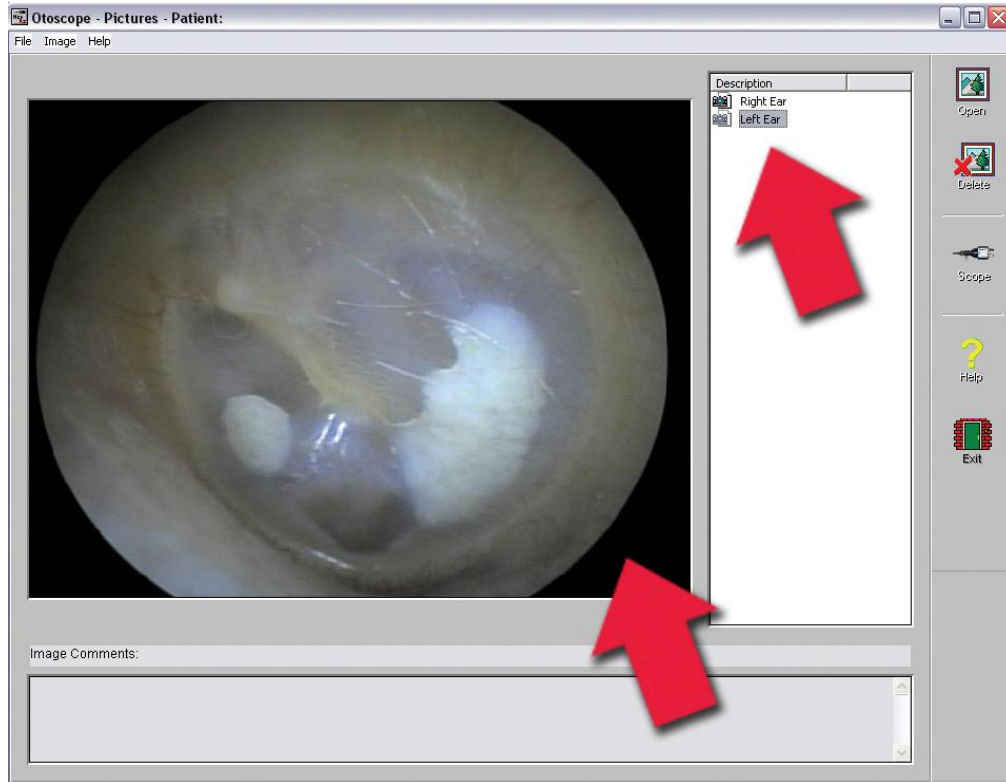 Otoscope - Pictures - Patient:
File Image Help
Description
Right Ear
Left Ear
Open
Delete
Scope
Help
Exit
Image Comments: